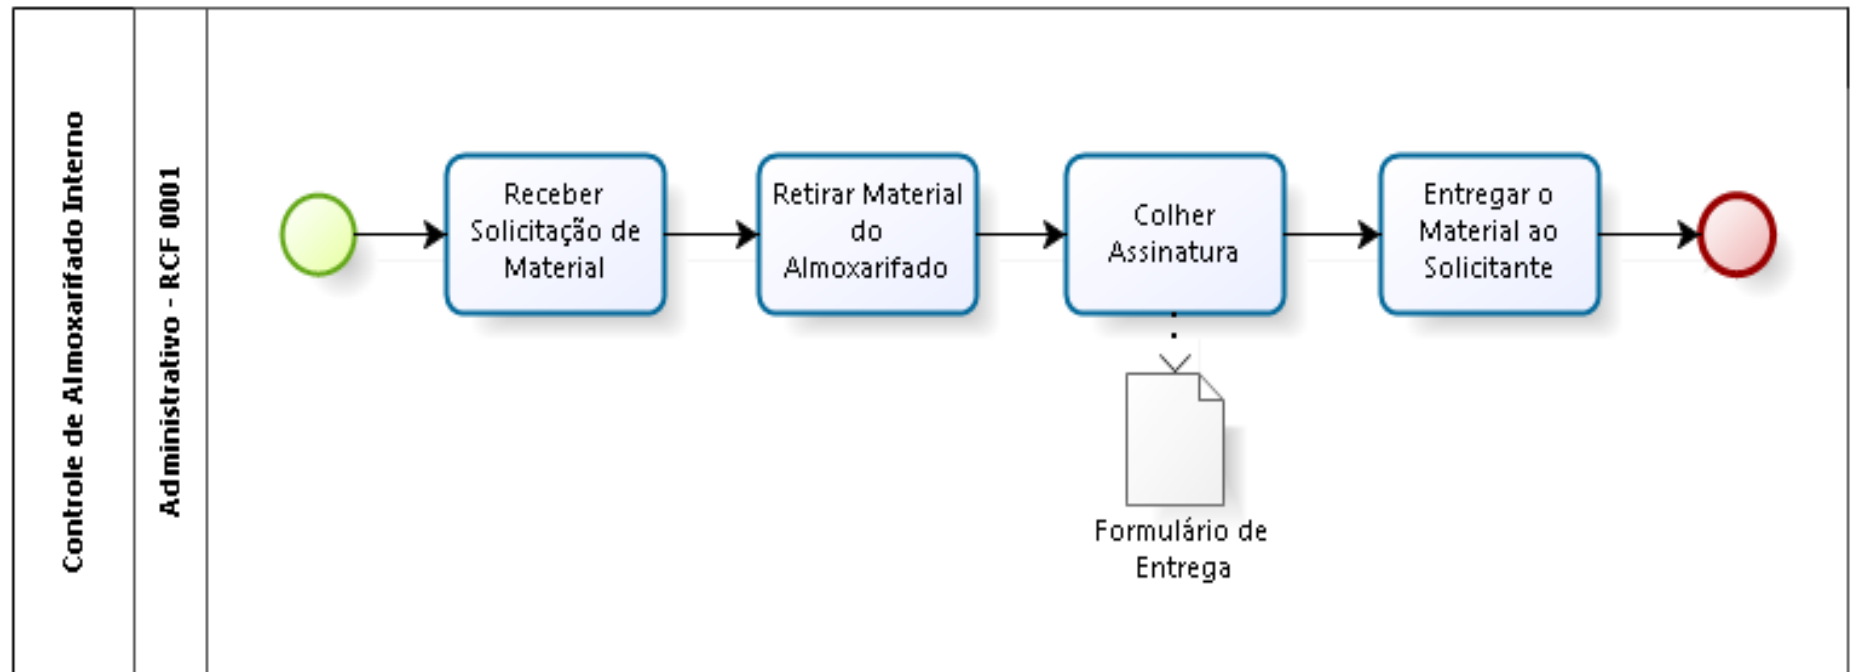 Controle de Almoxarifado Interno
Administrativo - RCF 0001
Receber
Solicitação de
Material
Retirar Material
do
Almoxarifado
Colher
Assinatura
Entregar o
Material ao
Solicitante
Formulário de
Entrega